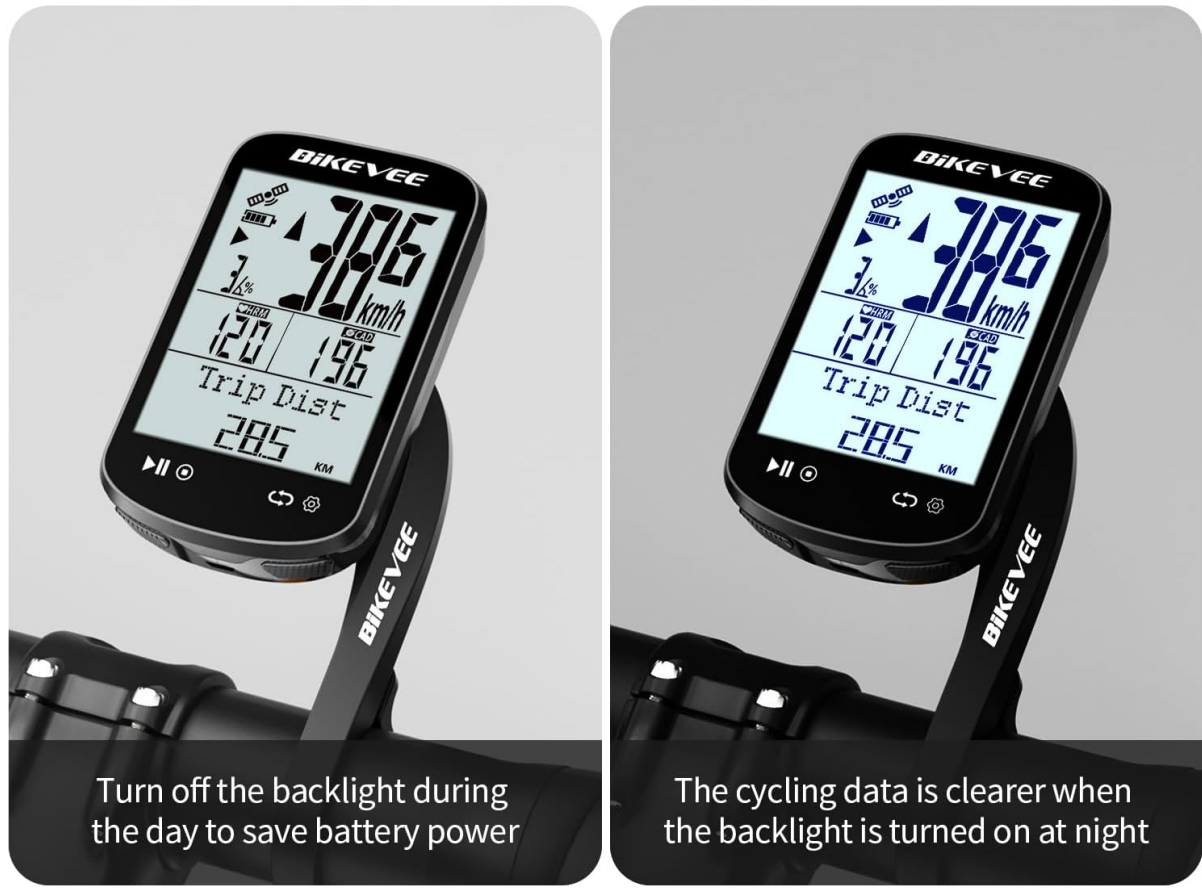 BiKEVEE
38.6
km/h
3%
HRM
CAD
120
196
Trip Dist
28.5
KM
BiKEVEE
Turn off the backlight during
the day to save battery power
BiKEVEE
38.6
km/h
3%
HRM
CAD
120
196
Trip Dist
28.5
KM
BiKEVEE
The cycling data is clearer when
the backlight is turned on at night